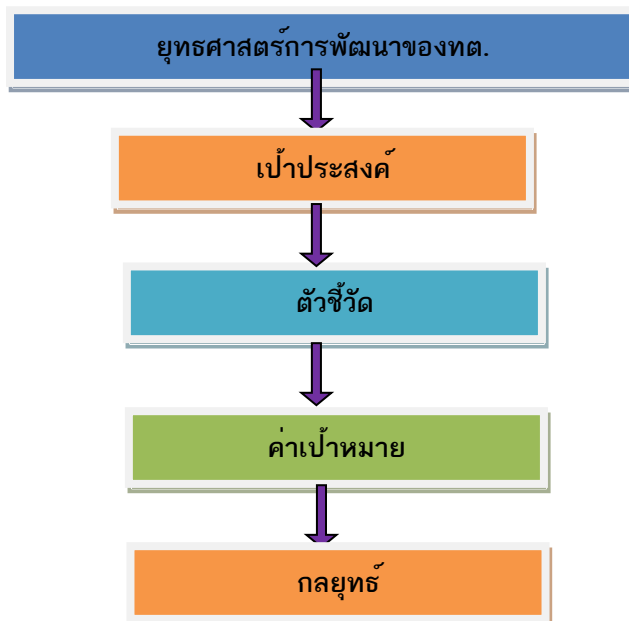 ยุทธศาสตร์การพัฒนาของทต.
เป้าประสงค์
ตัวชี้วัด
ค่าเป้าหมาย
กลยุทธ์